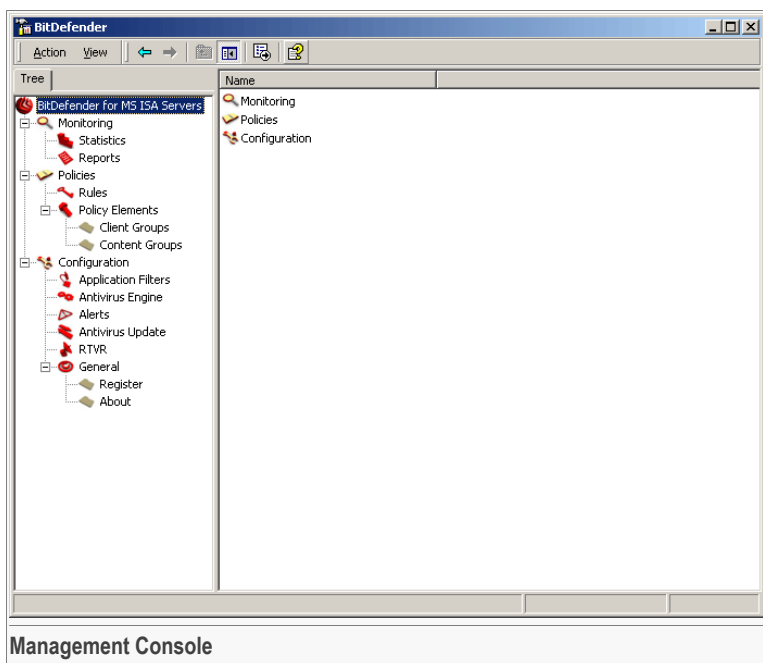 BitDefender
Action View
Tree
Name
BitDefender for MS ISA Servers
Monitoring
Statistics
Reports
Policies
Rules
Policy Elements
Client Groups
Content Groups
Configuration
Application Filters
Antivirus Engine
Alerts
Antivirus Update
RTVR
General
Register
About
Monitoring
Policies
Configuration
Management Console